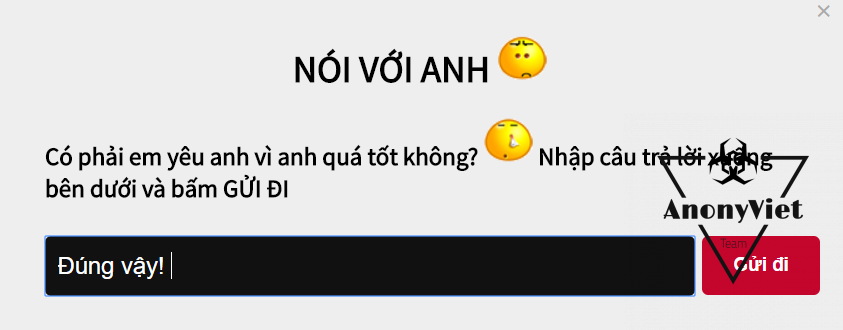 NÓI VỚI ANH
Có phải em yêu anh vì anh quá tốt không? Nhập câu trả lời xuống
bên dưới và bấm GỬI ĐI
AnonyViet
Team
Đúng vậy!
Gửi đi